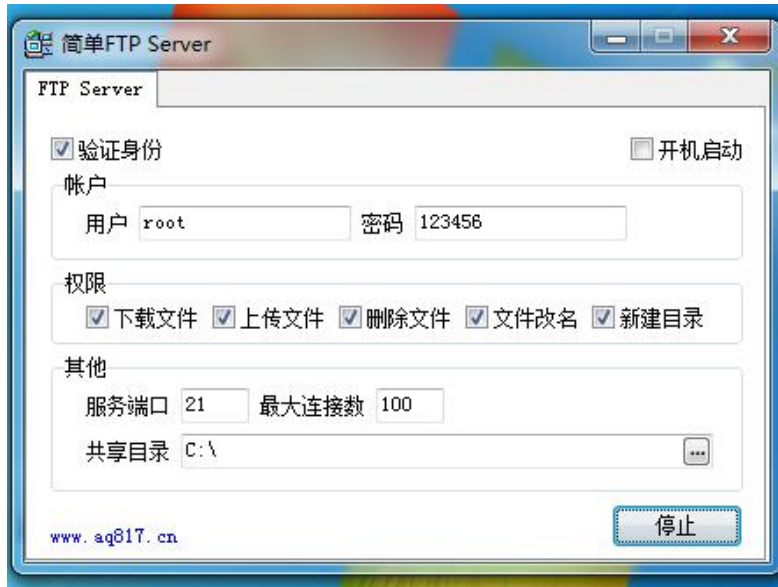 简单FTP Server
FTP Server
验证身份 开机启动
帐户
用户 root 密码 123456
权限
下载文件 上传文件 删除文件 文件改名 新建目录
其他
服务端口 21 最大连接数 100
共享目录 C:\ ...
www.aq817.cn 停止